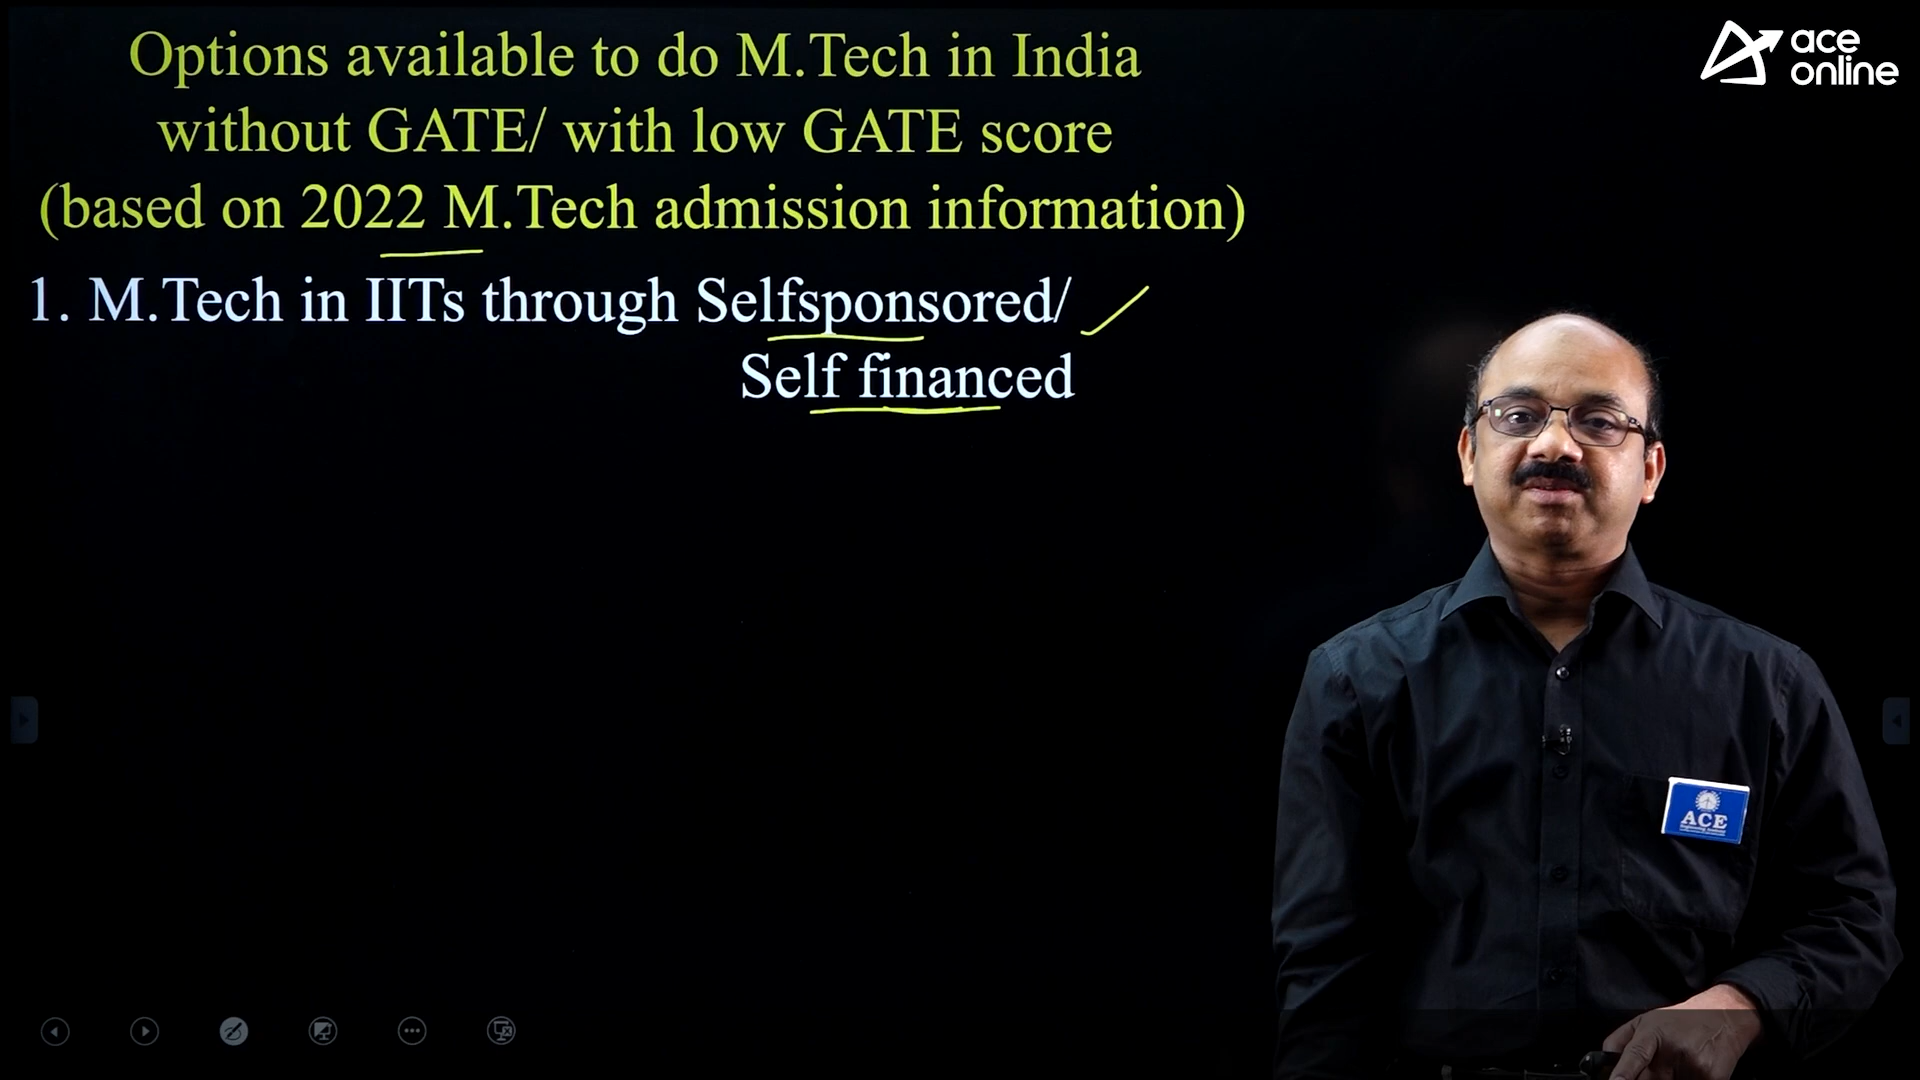 Options available to do M.Tech in India
without GATE/ with low GATE score
(based on 2022 M.Tech admission information)
1. M.Tech in IITs through Selfsponsored/
Self financed
ace
online
ACE